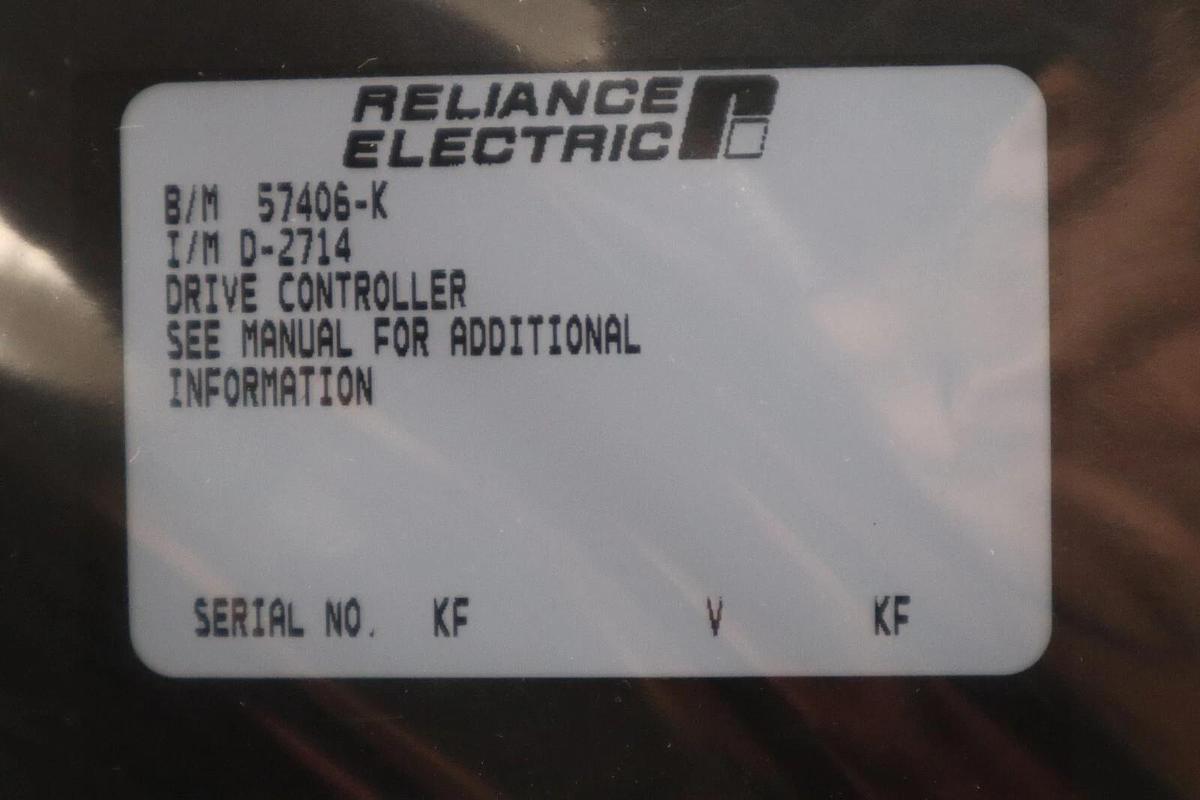 RELIANCE
ELECTRIC
B/M 57406-K
I/M D-2714
DRIVE CONTROLLER
SEE MANUAL FOR ADDITIONAL
INFORMATION
SERIAL NO. KF V KF